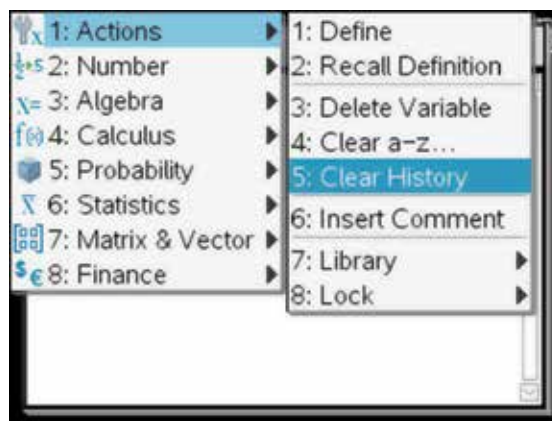 1: Actions
2: Number
3: Algebra
4: Calculus
5: Probability
6: Statistics
7: Matrix & Vector
8: Finance
1: Define
2: Recall Definition
3: Delete Variable
4: Clear a-z...
5: Clear History
6: Insert Comment
7: Library
8: Lock